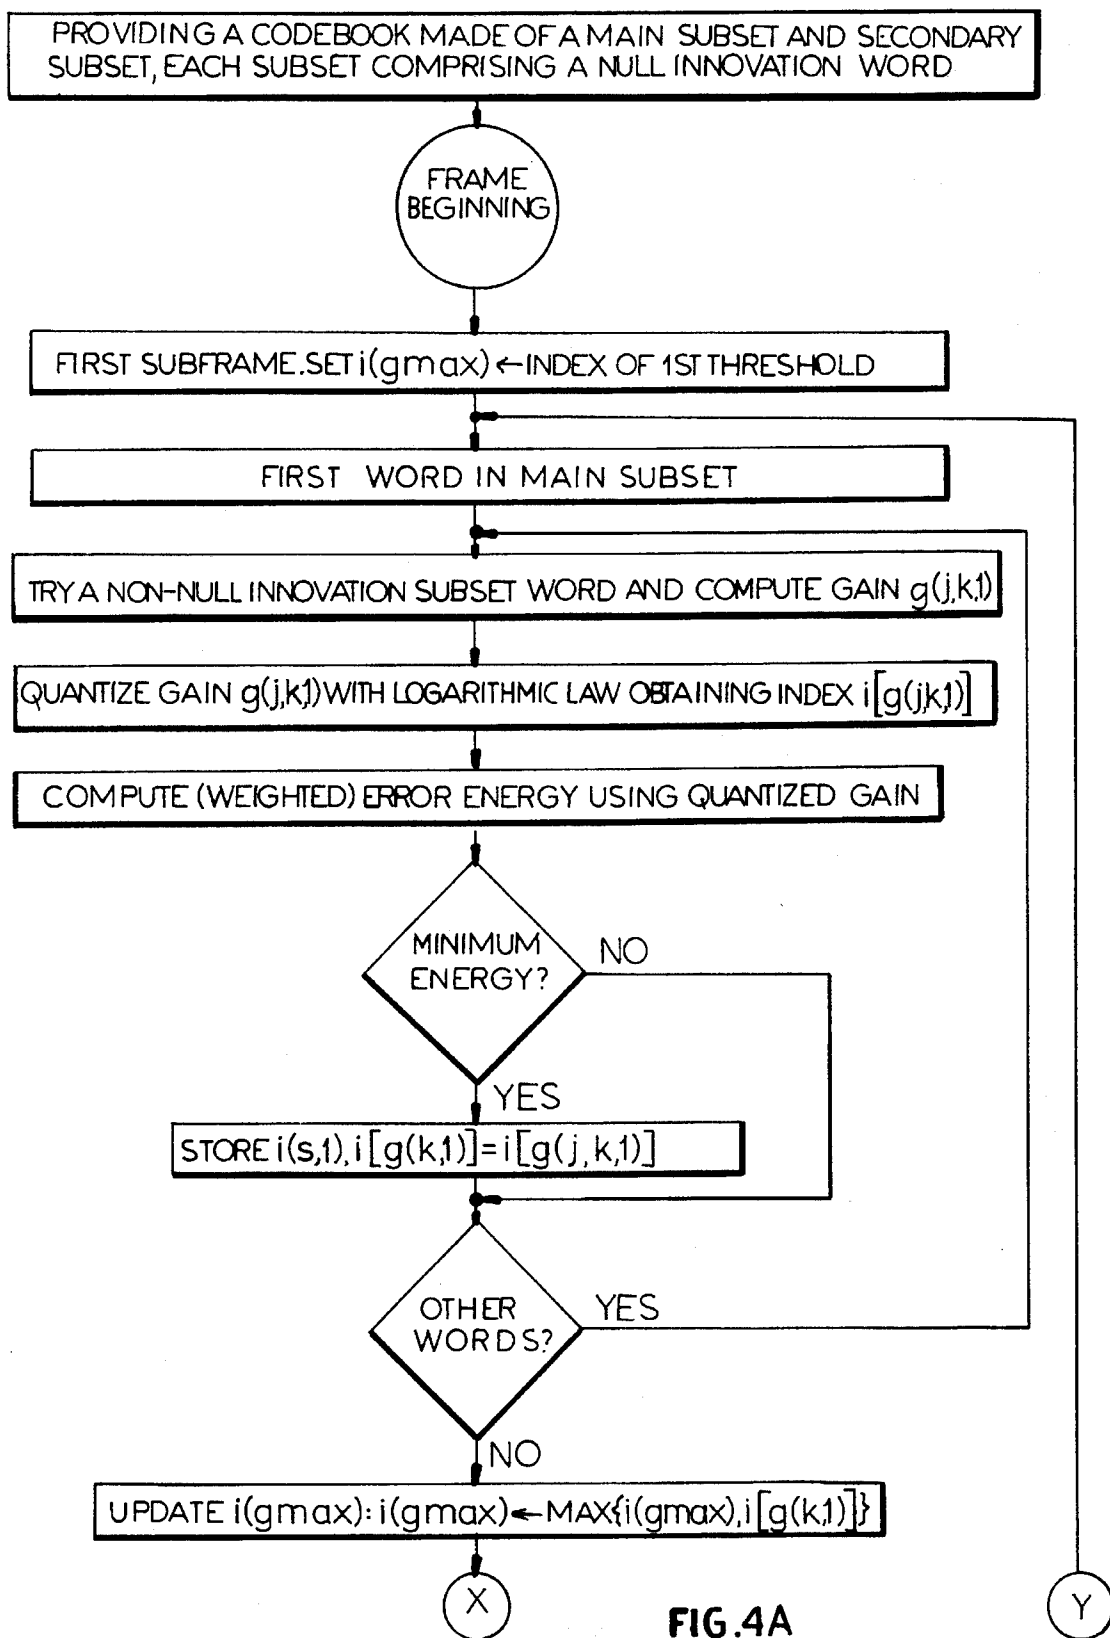 PROVIDING A CODEBOOK MADE OF A MAIN SUBSET AND SECONDARY
SUBSET, EACH SUBSET COMPRISING A NULL INNOVATION WORD
FRAME
BEGINNING
FIRST SUBFRAME.SET i(gmax)←INDEX OF 1ST THRESHOLD
FIRST WORD IN MAIN SUBSET
TRY A NON-NULL INNOVATION SUBSET WORD AND COMPUTE GAIN g(j,k,1)
QUANTIZE GAIN g(j,k,1) WITH LOGARITHMIC LAW OBTAINING INDEX i[g(j,k,1)]
COMPUTE (WEIGHTED) ERROR ENERGY USING QUANTIZED GAIN
MINIMUM
ENERGY?
NO
YES
STORE i(s,1), i[g(k,1)]=i[g(j,k,1)]
OTHER
WORDS?
YES
NO
UPDATE i(gmax): i(gmax)←MAX{i(gmax),i[g(k,1)]}
X
Y
FIG.4A